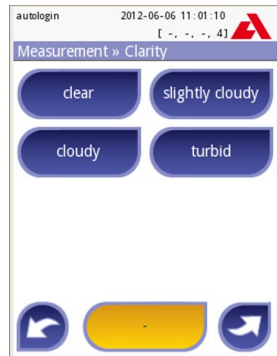 autologin 2012-06-06 11:01:10
[ -, -, -, 4]
Measurement » Clarity
clear slightly cloudy
cloudy turbid
-